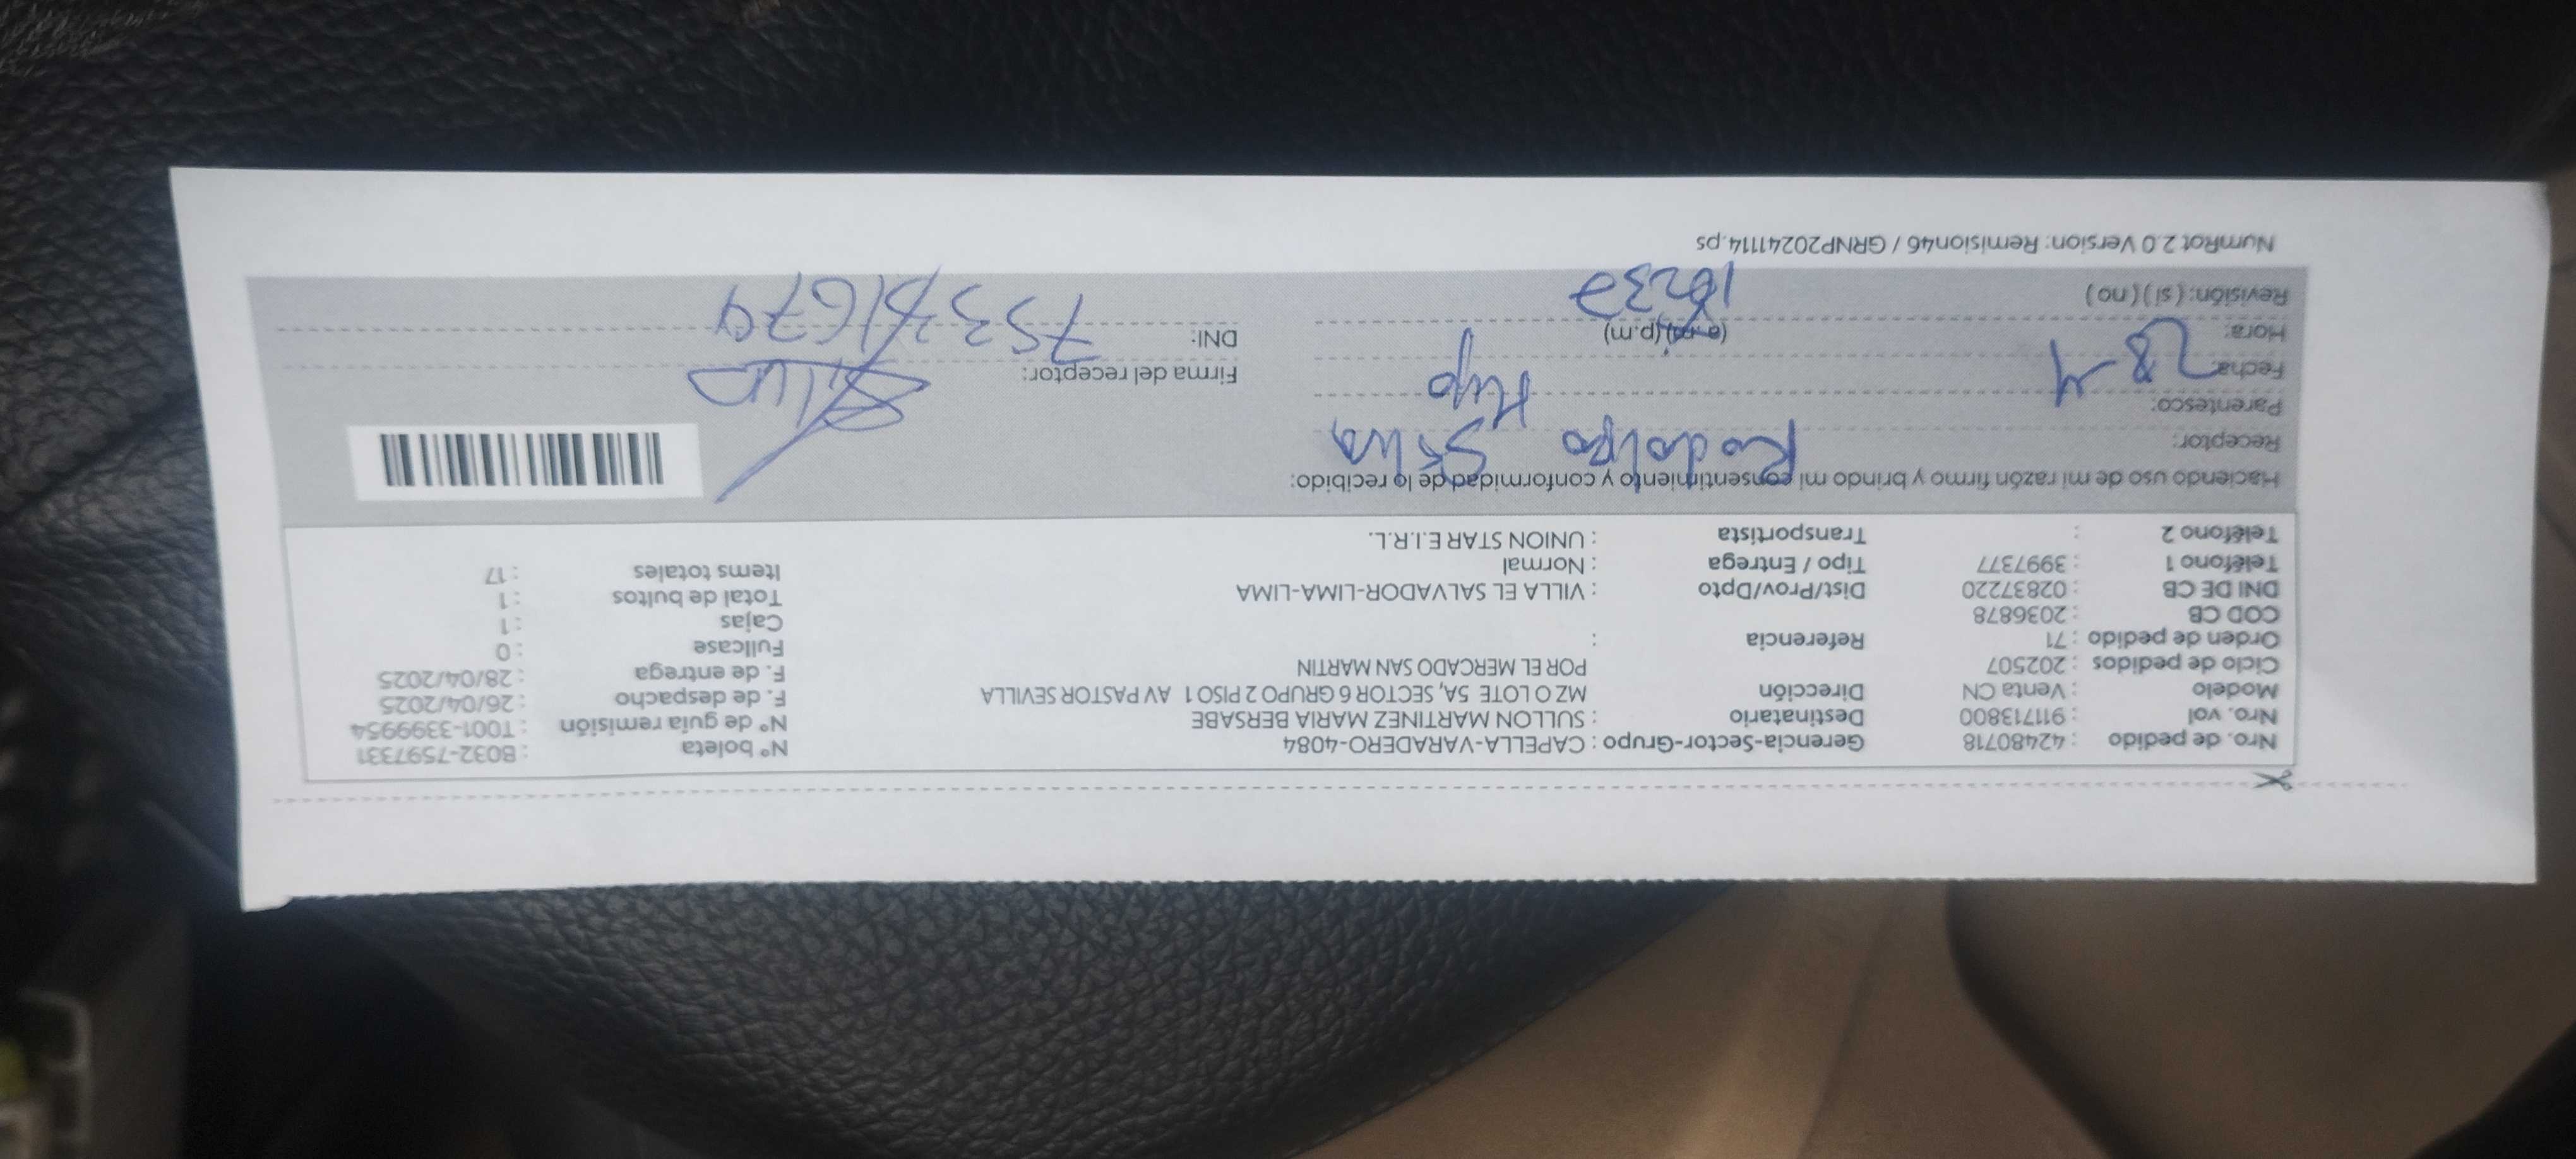 Nro. de pedido : 42480718 Gerencia-Sector-Grupo : CAPELLA-VARADERO-4084 N° boleta : B032-7597331
Nro. vol : 911713800 Destinatario : SULLON MARTINEZ MARIA BERSABE N° de guía remisión : T001-3399954
Modelo : Venta CN Dirección MZ O LOTE 5A, SECTOR 6 GRUPO 2 PISO 1 AV PASTOR SEVILLA F. de despacho : 26/04/2025
Ciclo de pedidos : 202507 POR EL MERCADO SAN MARTIN F. de entrega : 28/04/2025
Orden de pedido : 71 Referencia : Fullcase : 0
COD CB : 2036878 Cajas : 1
DNI DE CB : 02837220 Dist/Prov/Dpto : VILLA EL SALVADOR-LIMA-LIMA Total de bultos : 1
Teléfono 1 : 3997377 Tipo / Entrega : Normal Items totales : 17
Teléfono 2 : Transportista : UNION STAR E.I.R.L.
Haciendo uso de mi razón firmo y brindo mi consentimiento y conformidad de lo recibido:
Receptor: Rodolfo Silva
Parentesco: Hijo
Fecha: 28-4 Firma del receptor:
Hora: (a.m) (p.m) DNI:
Revisión: ( si ) ( no )
NumRot 2.0 Version: Remision46 / GRNP20241114.ps